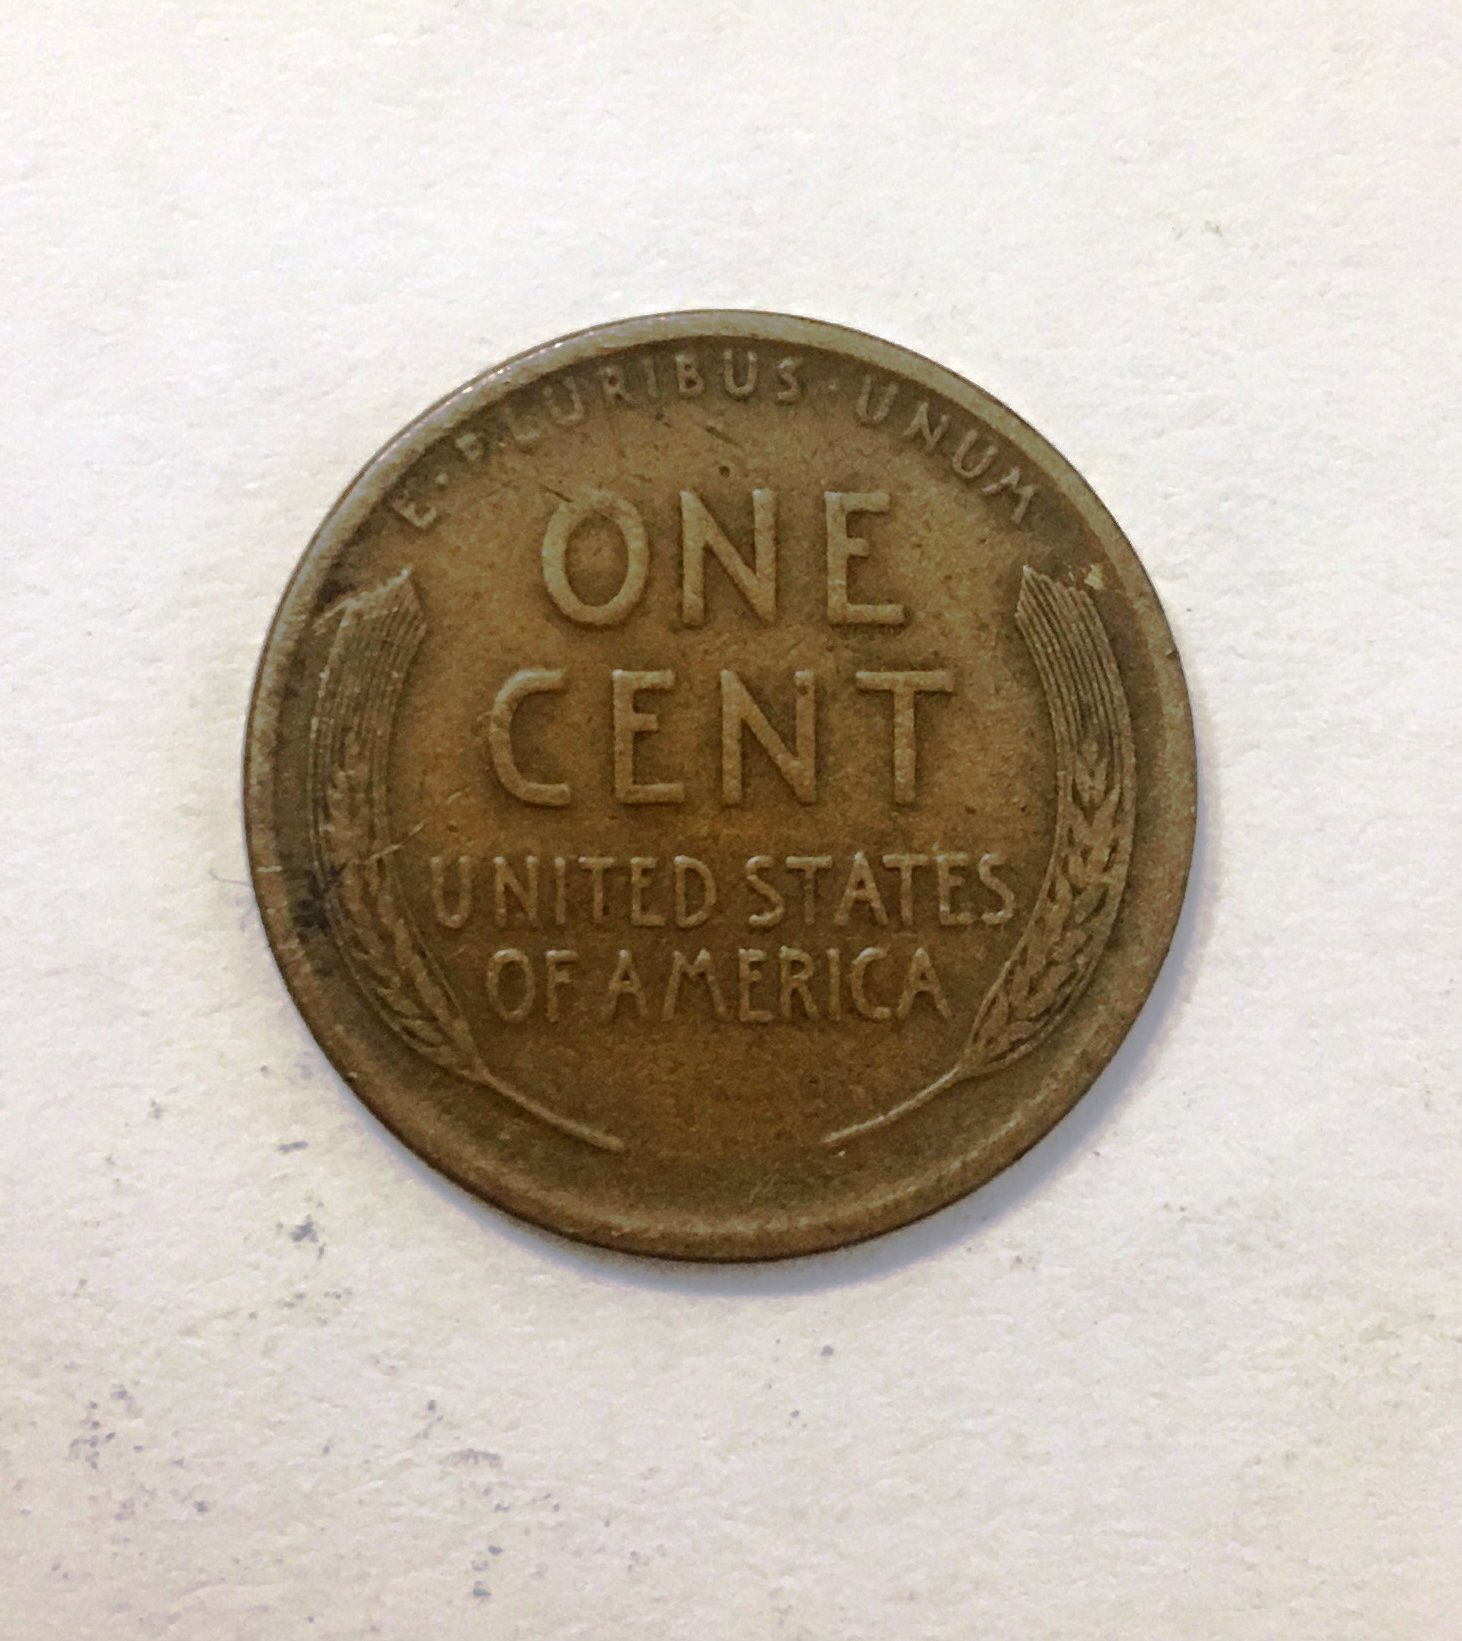 E · PLURIBUS · UNUM
ONE
CENT
UNITED STATES
OF AMERICA